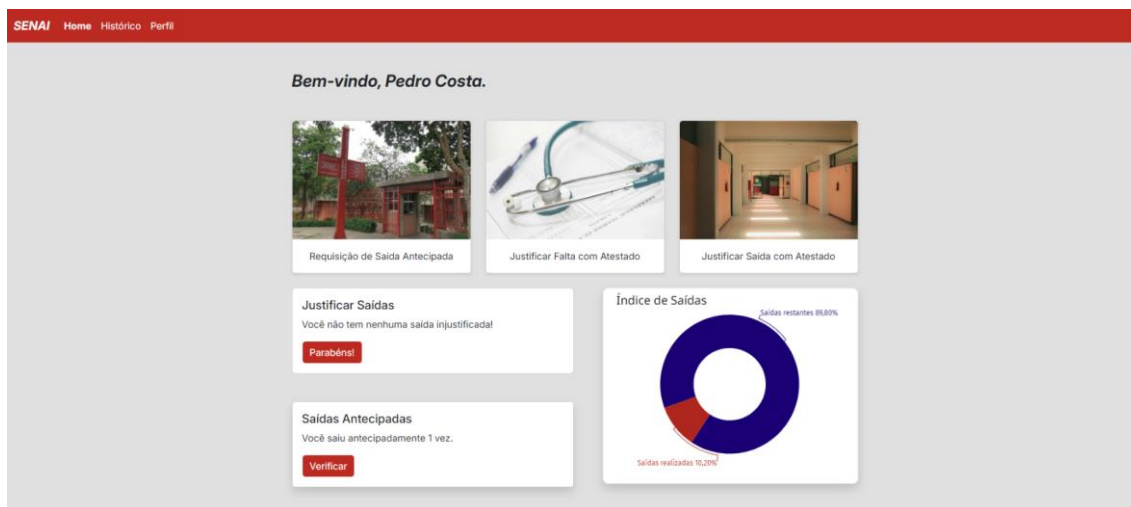 SENAI Home Histórico Perfil
Bem-vindo, Pedro Costa.
Requisição de Saída Antecipada
Justificar Falta com Atestado
Justificar Saída com Atestado
Justificar Saídas
Você não tem nenhuma saída injustificada!
Parabéns!
Saídas Antecipadas
Você saiu antecipadamente 1 vez.
Verificar
Índice de Saídas
Saídas restantes 89,80%
Saídas realizadas 10,20%